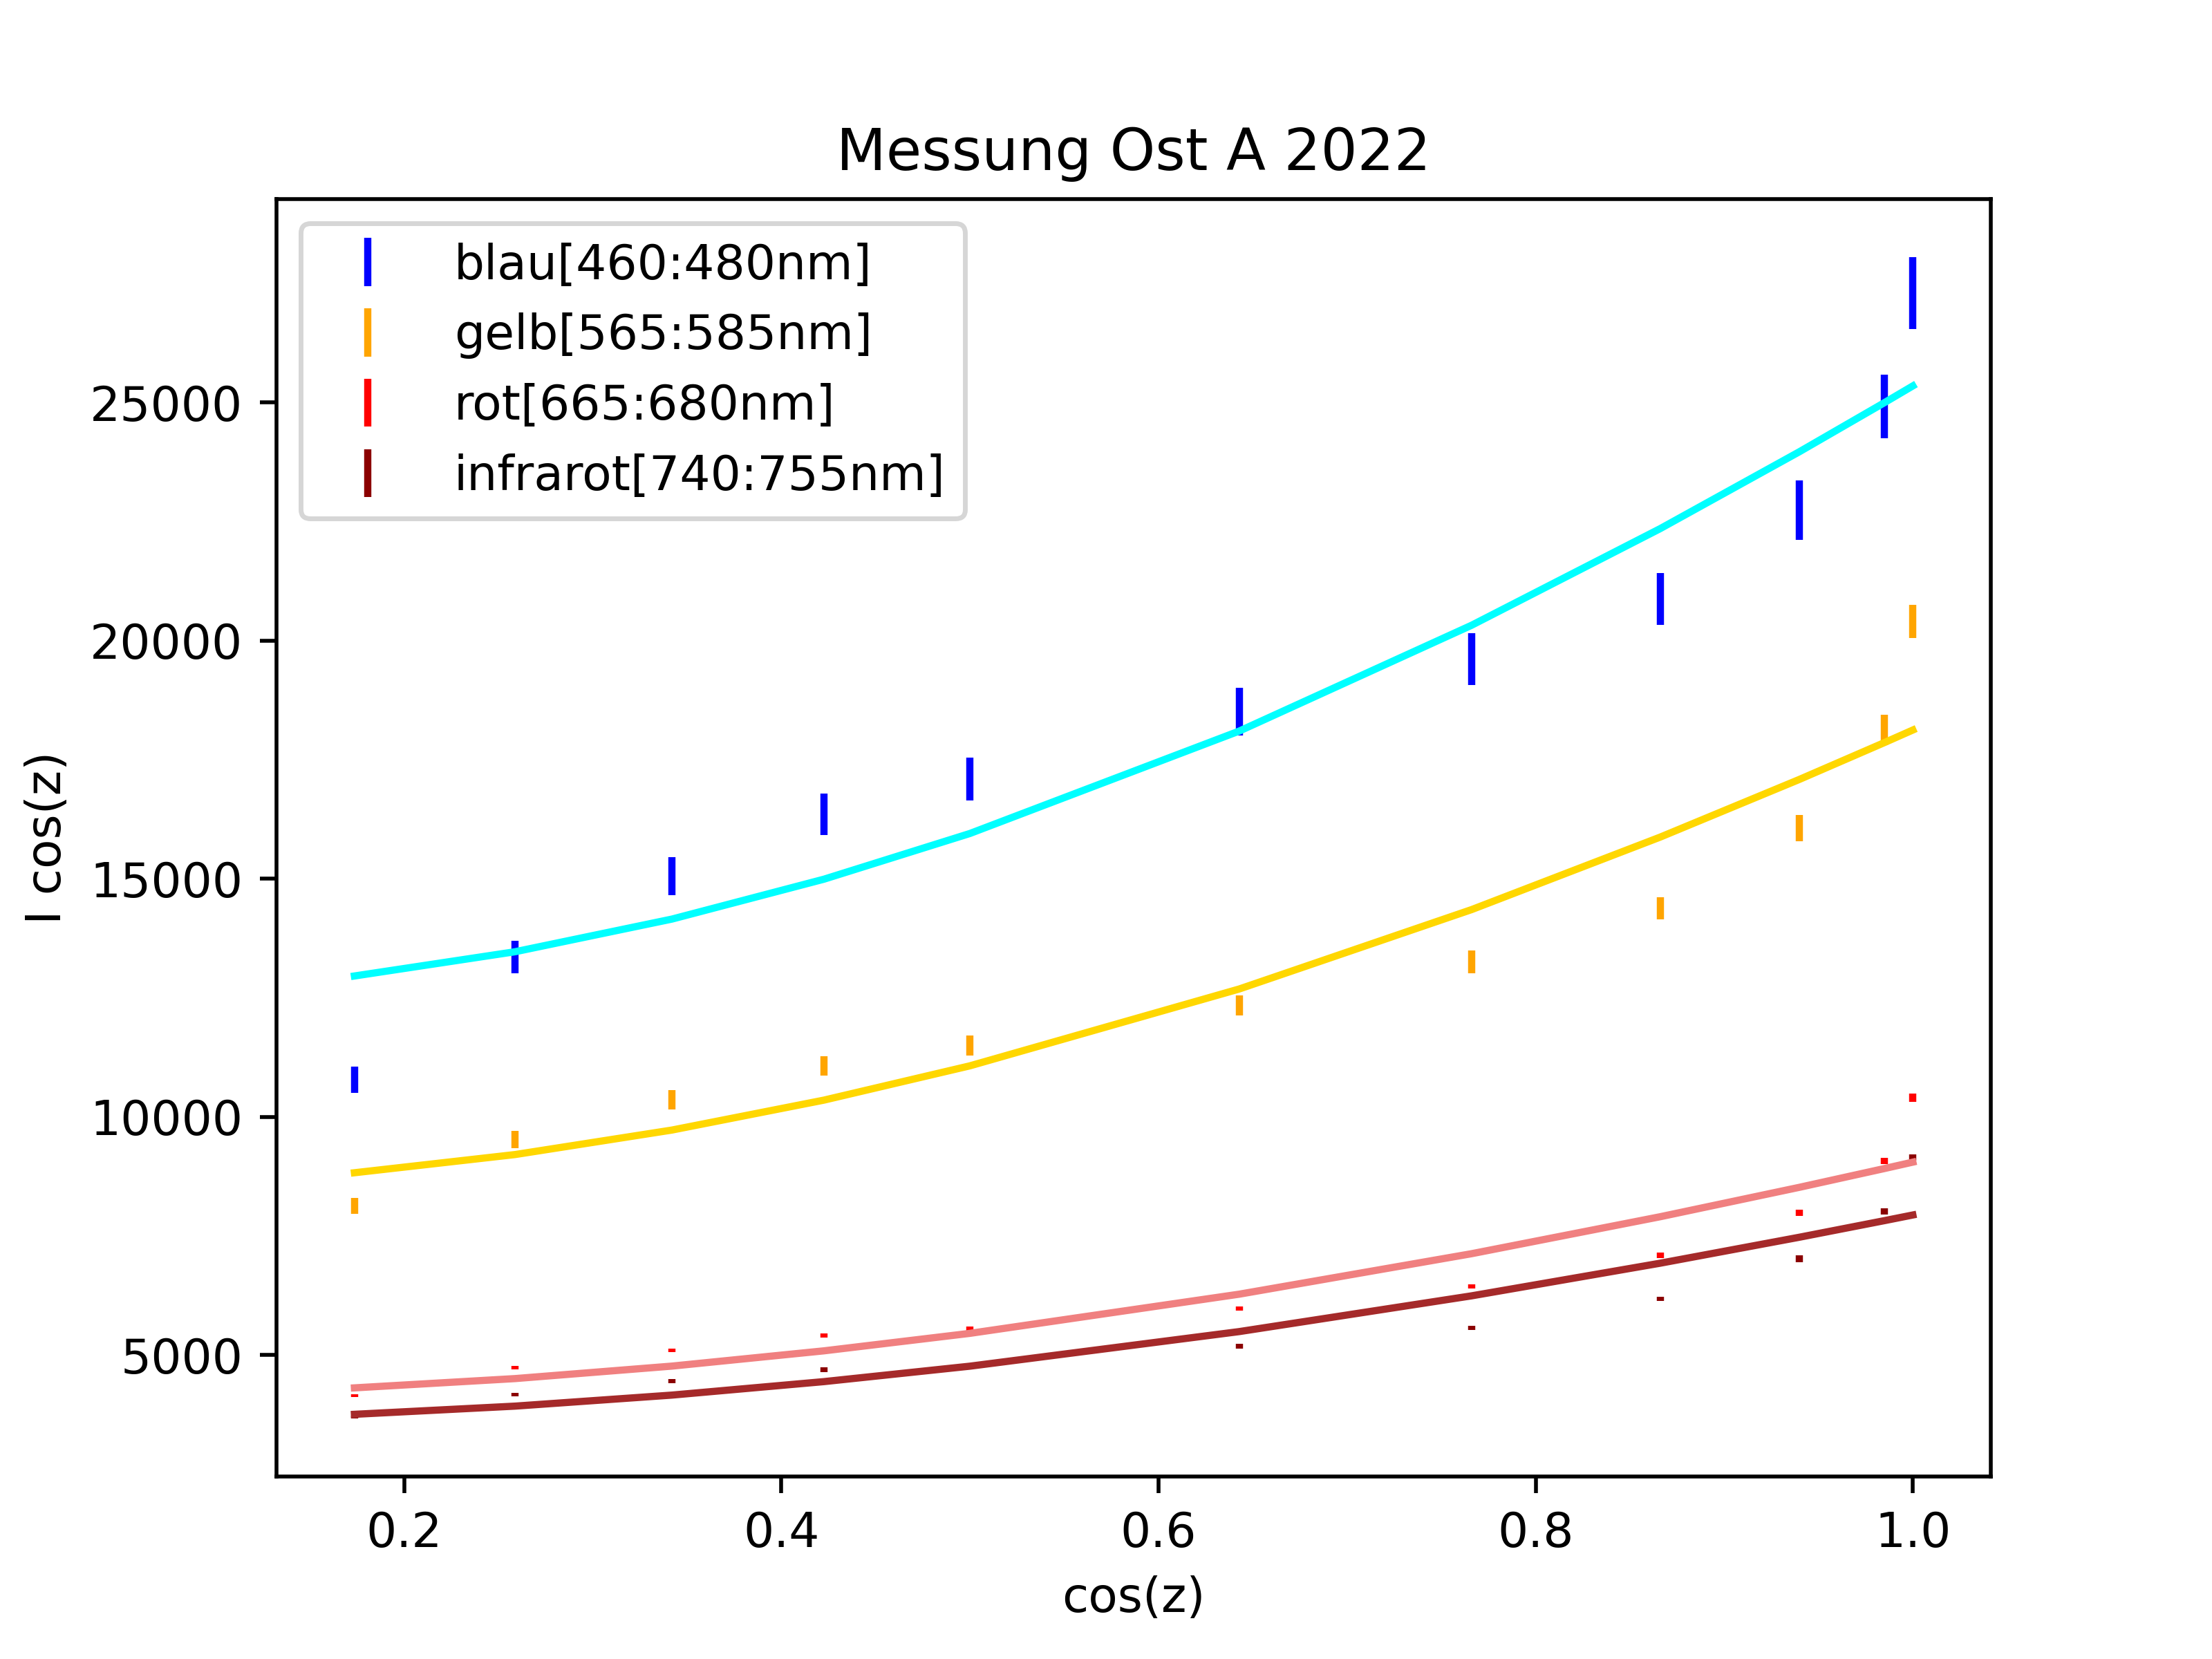 Messung Ost A 2022
blau[460:480nm]
gelb[565:585nm]
rot[665:680nm]
infrarot[740:755nm]
25000
20000
15000
10000
5000
I cos(z)
0.2 0.4 0.6 0.8 1.0
cos(z)